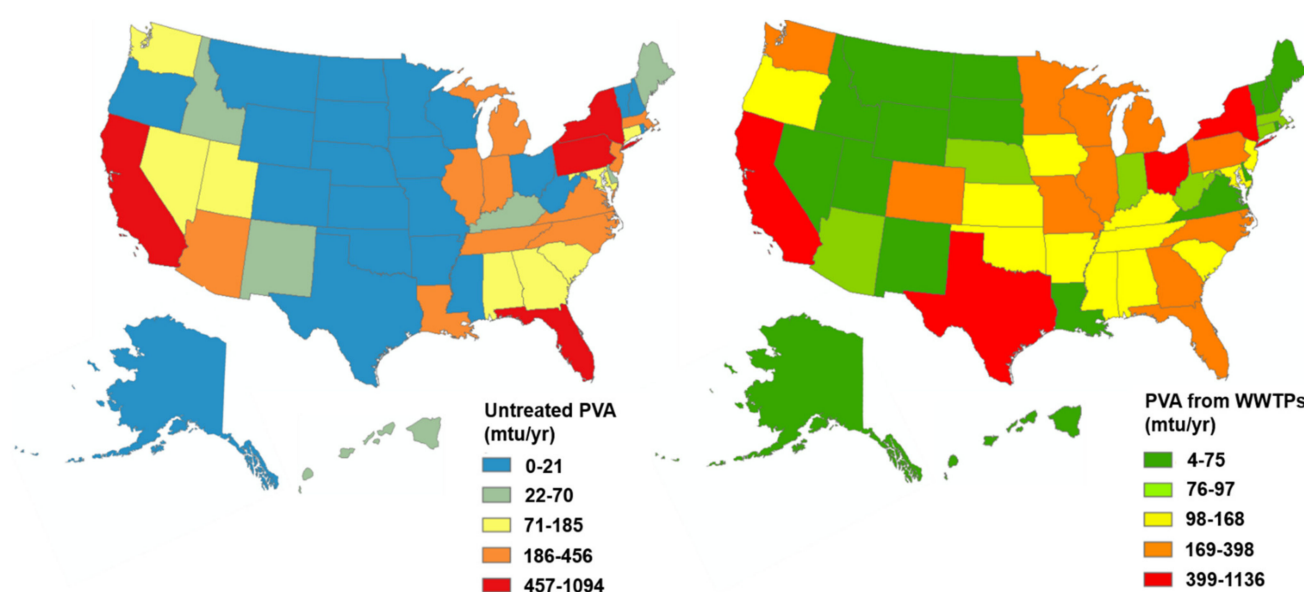 Untreated PVA
(mtu/yr)
0-21
22-70
71-185
186-456
457-1094
PVA from WWTPs
(mtu/yr)
4-75
76-97
98-168
169-398
399-1136